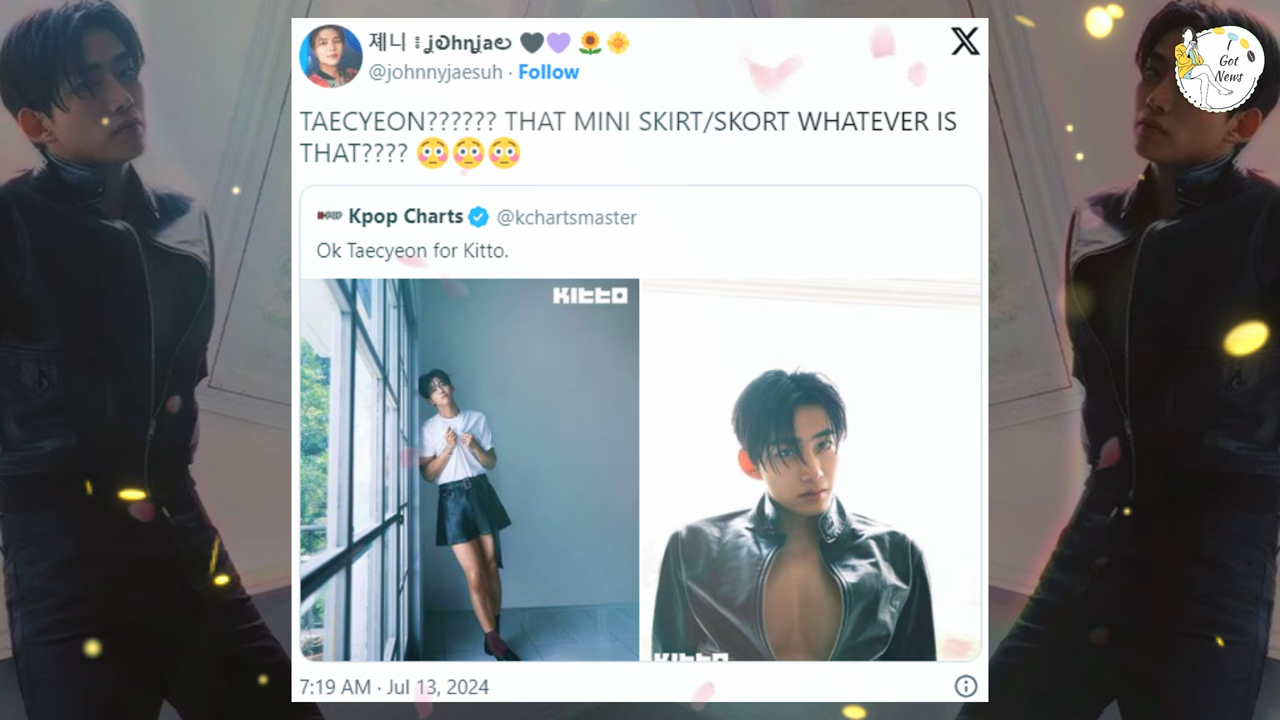 제니 ⁝ ʝᎧhɳʝae 🖤💜 🌻🌼
@johnnyjaesuh · Follow
I
Got
News
TAECYEON?????? THAT MINI SKIRT/SKORT WHATEVER IS
THAT???? 😳😳😳
Kpop Charts @kchartsmaster
Ok Taecyeon for Kitto.
KITTO
KITTO
7:19 AM · Jul 13, 2024